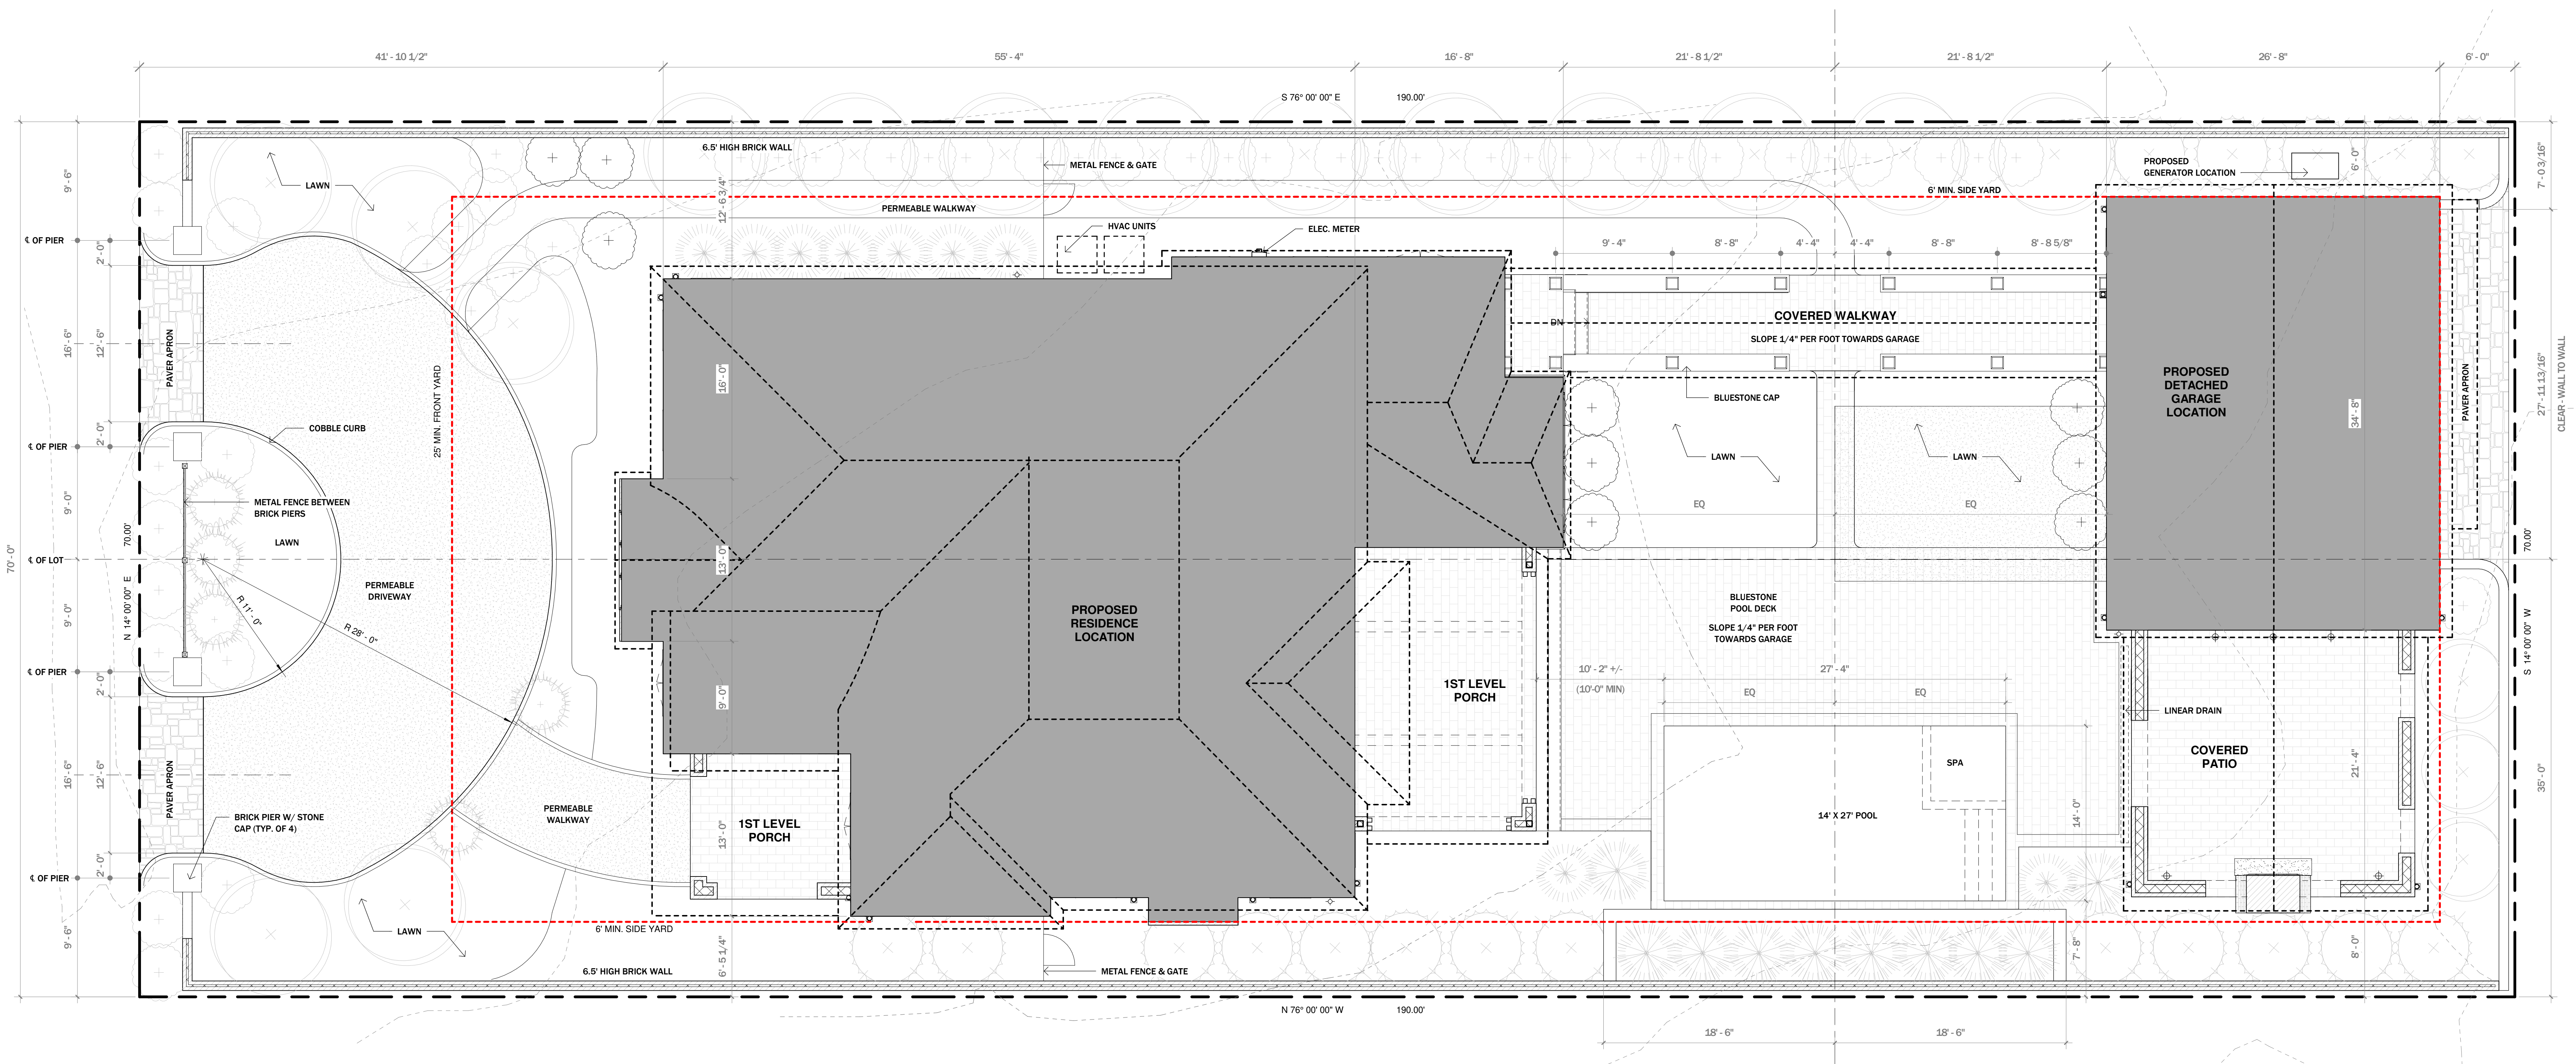 41' - 10 1/2"
55' - 4"
16' - 8"
21' - 8 1/2"
21' - 8 1/2"
26' - 8"
6' - 0"
S 76° 00' 00" E
190.00'
6.5' HIGH BRICK WALL
METAL FENCE & GATE
PROPOSED
GENERATOR LOCATION
6' - 0"
7' - 0 3/16"
9' - 6"
LAWN
6' MIN. SIDE YARD
12' - 6 3/4"
PERMEABLE WALKWAY
HVAC UNITS
ELEC. METER
℄ OF PIER
2' - 0"
9' - 4"
8' - 8"
4' - 4"
4' - 4"
8' - 8"
8' - 8 5/8"
DN
COVERED WALKWAY
SLOPE 1/4" PER FOOT TOWARDS GARAGE
16' - 6"
12' - 6"
PAVER APRON
25' MIN. FRONT YARD
16' - 0"
BLUESTONE CAP
PROPOSED
DETACHED
GARAGE
LOCATION
34' - 8"
PAVER APRON
27' - 11 13/16"
CLEAR - WALL TO WALL
COBBLE CURB
2' - 0"
℄ OF PIER
LAWN
LAWN
METAL FENCE BETWEEN
BRICK PIERS
9' - 0"
EQ
EQ
LAWN
70' - 0"
70.00'
N 14° 00' 00" E
℄ OF LOT
13' - 0"
70.00'
S 14° 00' 00" W
PERMEABLE
DRIVEWAY
R 11' - 0"
R 28' - 0"
9' - 0"
PROPOSED
RESIDENCE
LOCATION
BLUESTONE
POOL DECK
SLOPE 1/4" PER FOOT
TOWARDS GARAGE
℄ OF PIER
2' - 0"
9' - 0"
1ST LEVEL
PORCH
10' - 2" +/-
(10'-0" MIN)
27' - 4"
EQ
EQ
LINEAR DRAIN
COVERED
PATIO
21' - 4"
SPA
16' - 6"
12' - 6"
PAVER APRON
35' - 0"
BRICK PIER W/ STONE
CAP (TYP. OF 4)
PERMEABLE
WALKWAY
1ST LEVEL
PORCH
13' - 0"
14' X 27' POOL
14' - 0"
2' - 0"
℄ OF PIER
9' - 6"
LAWN
6' MIN. SIDE YARD
6' - 5 1/4"
7' - 8"
8' - 0"
6.5' HIGH BRICK WALL
METAL FENCE & GATE
N 76° 00' 00" W
190.00'
18' - 6"
18' - 6"